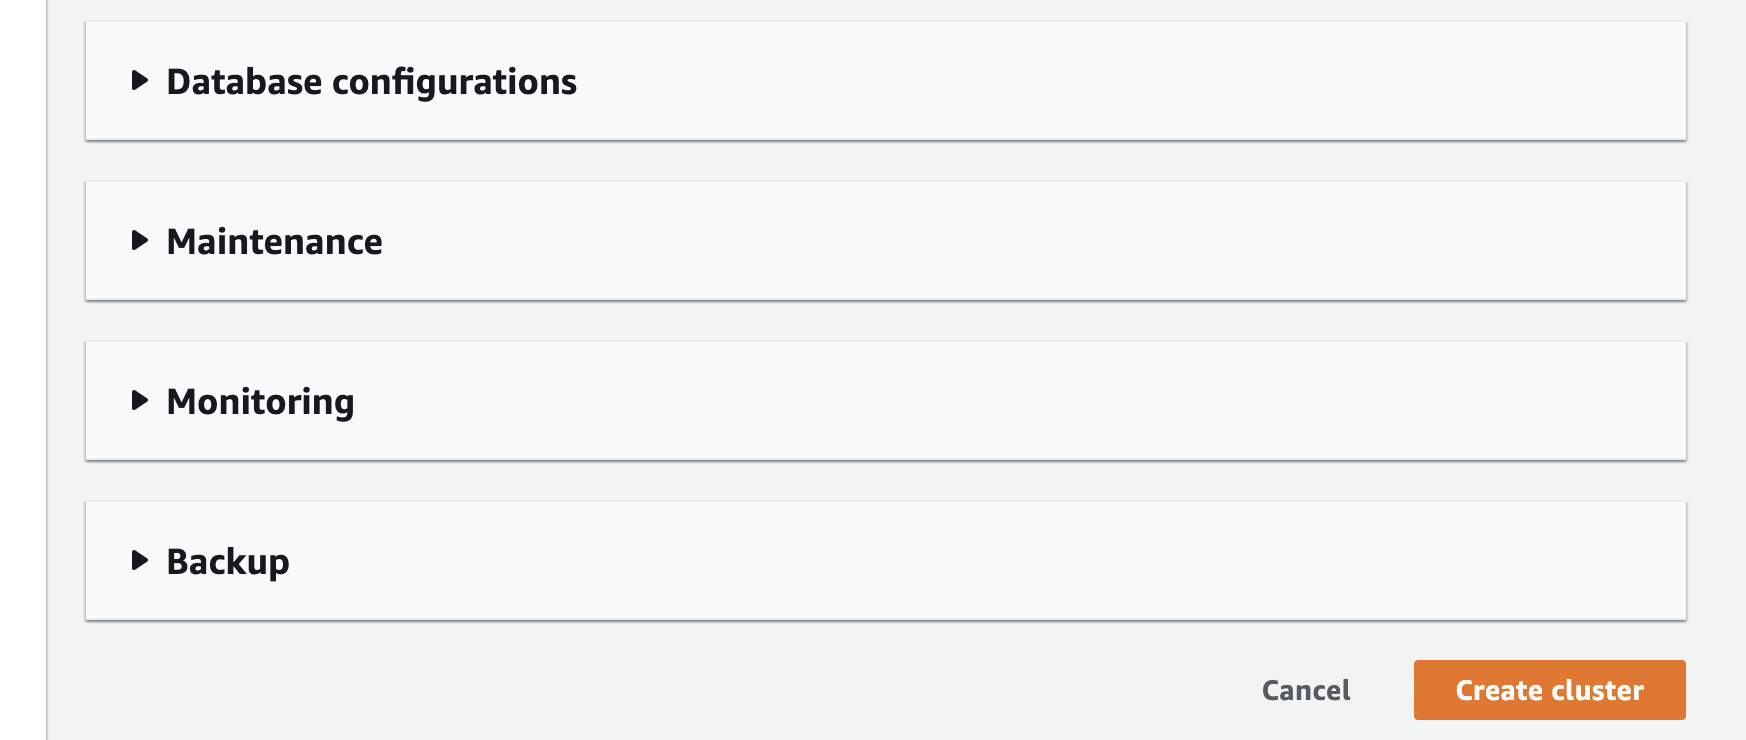 Database configurations
Maintenance
Monitoring
Backup
Cancel Create cluster